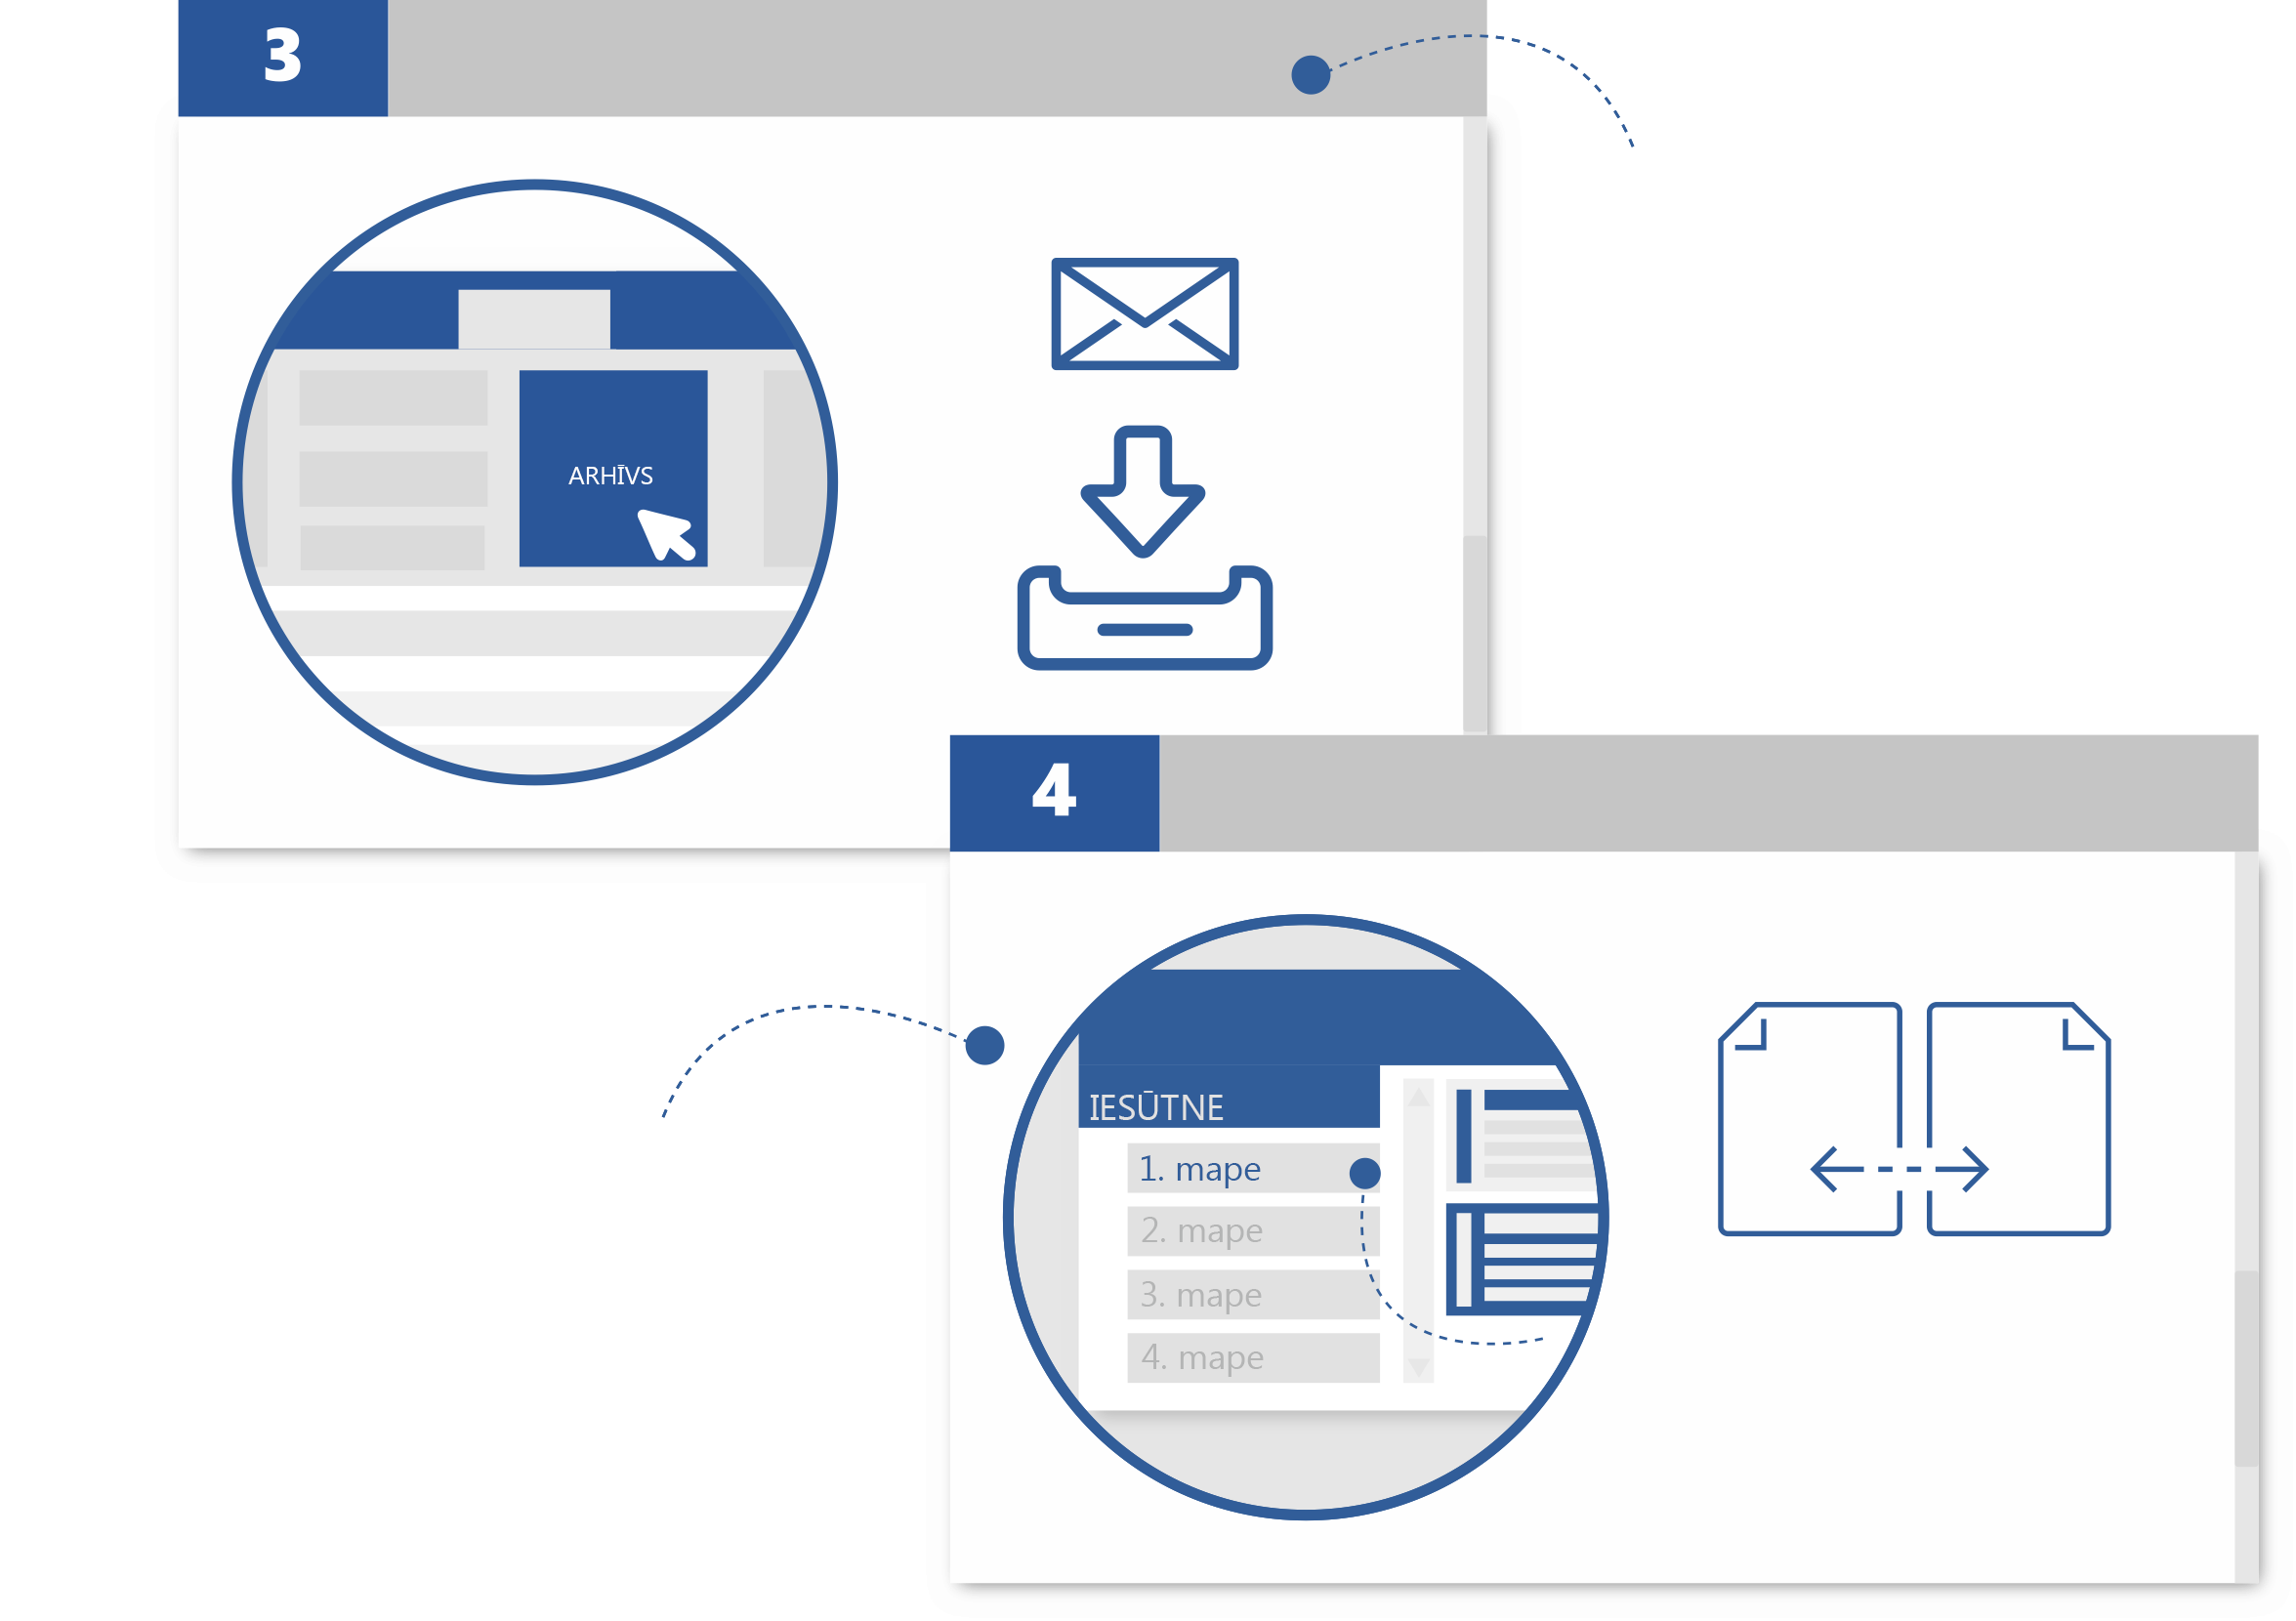 3
ARHĪVS
4
IESŪTNE
1. mape
2. mape
3. mape
4. mape